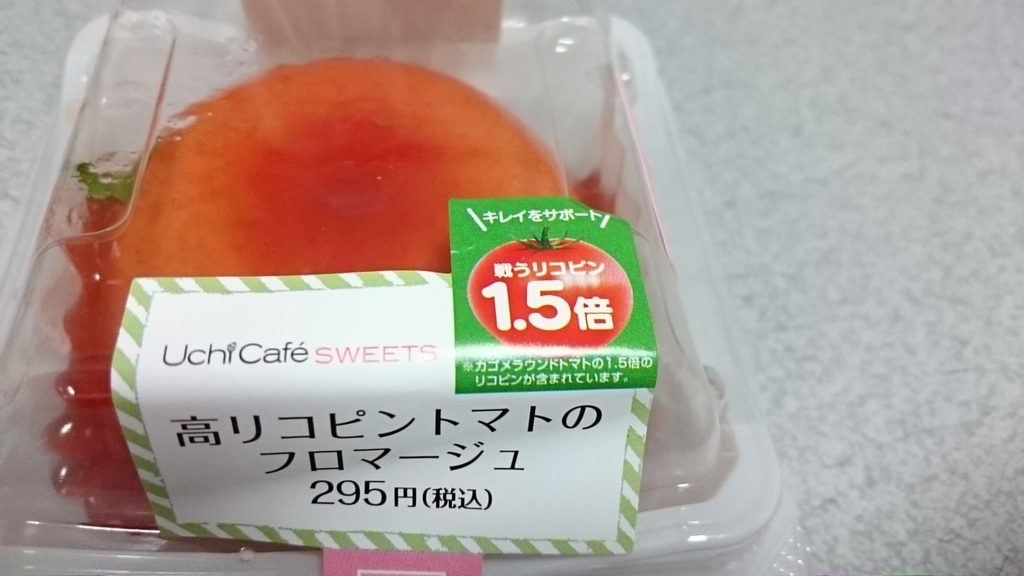 \キレイをサポート/
戦うリコピン
1.5倍
※カゴメラウンドトマトの1.5倍の
リコピンが含まれています。
Uchi Café SWEETS
高リコピントマトの
フロマージュ
295円(税込)